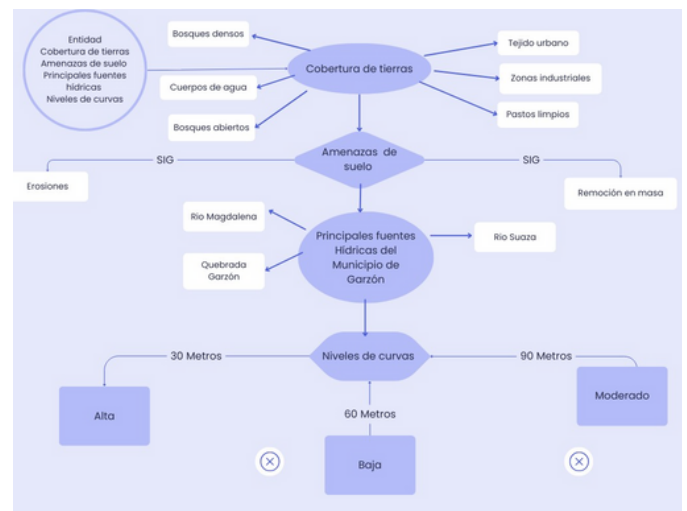 Entidad
Cobertura de tierras
Amenazas de suelo
Principales fuentes
hídricas
Niveles de curvas
Bosques densos
Cuerpos de agua
Bosques abiertos
Cobertura de tierras
Tejido urbano
Zonas industriales
Pastos limpios
SIG
Amenazas de
suelo
SIG
Erosiones
Remoción en masa
Rio Magdalena
Quebrada
Garzón
Principales fuentes
Hídricas del
Municipio de
Garzón
Rio Suaza
30 Metros
Niveles de curvas
90 Metros
Alta
60 Metros
Moderado
Baja